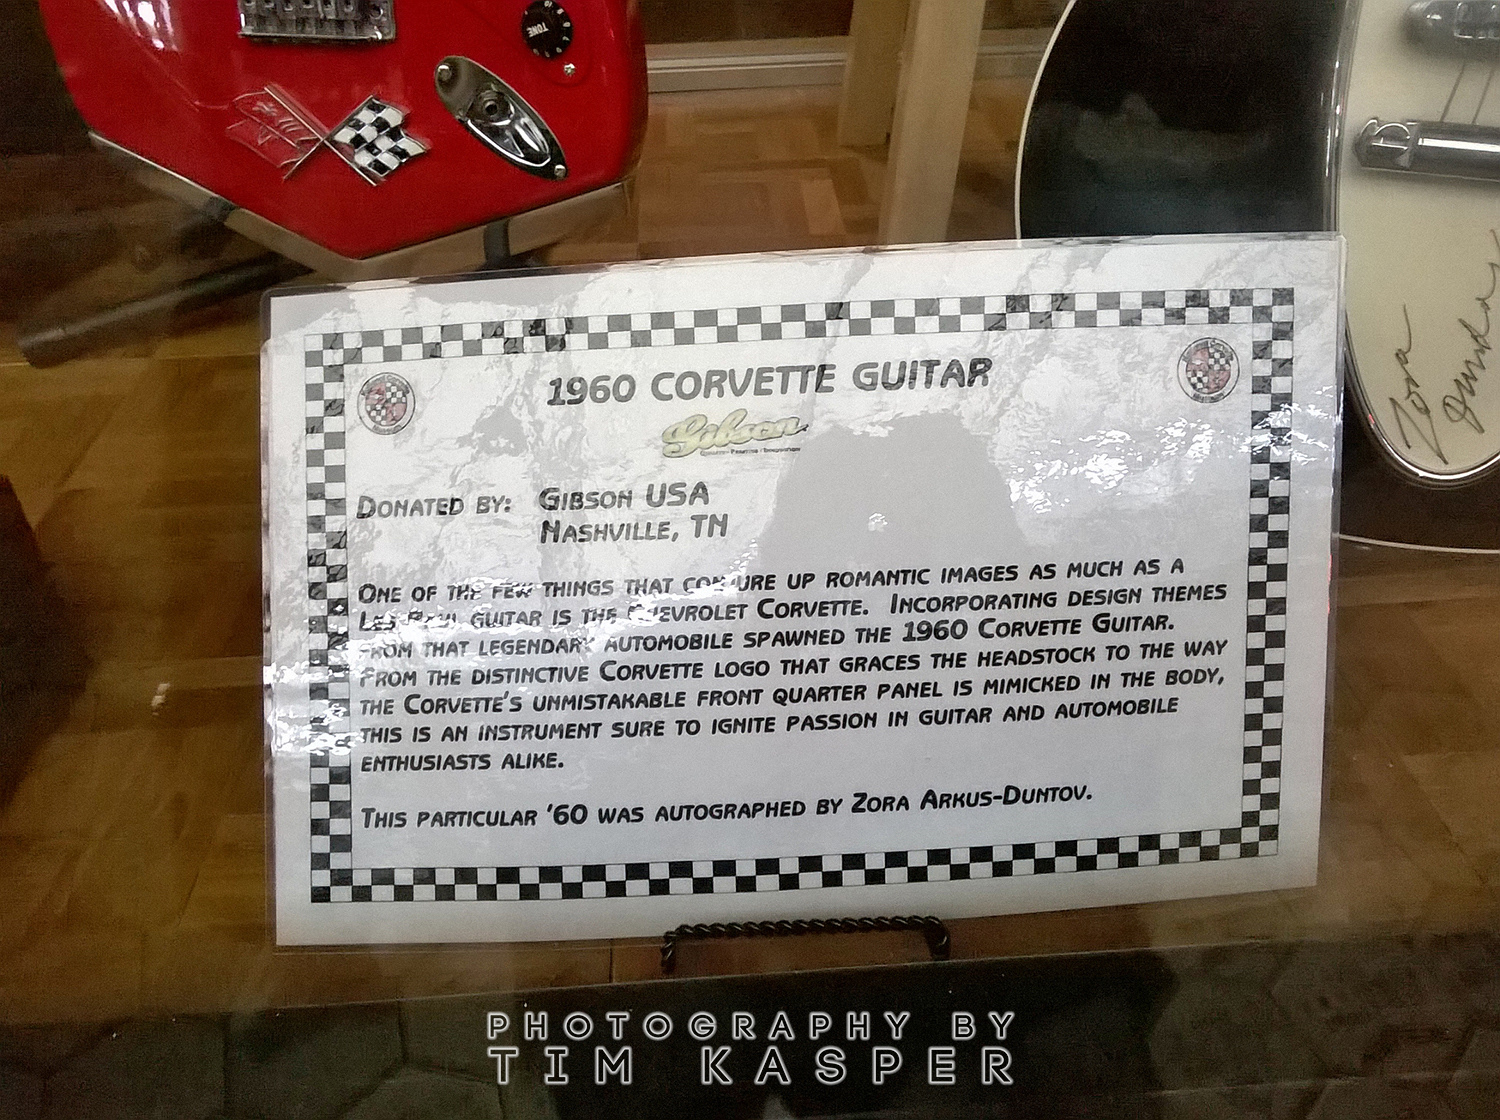 TONE
1960 CORVETTE GUITAR
Gibson
DONATED BY: GIBSON USA
NASHVILLE, TN
ONE OF THE FEW THINGS THAT CONJURE UP ROMANTIC IMAGES AS MUCH AS A
LES PAUL GUITAR IS THE CHEVROLET CORVETTE. INCORPORATING DESIGN THEMES
FROM THAT LEGENDARY AUTOMOBILE SPAWNED THE 1960 CORVETTE GUITAR.
FROM THE DISTINCTIVE CORVETTE LOGO THAT GRACES THE HEADSTOCK TO THE WAY
THE CORVETTE'S UNMISTAKABLE FRONT QUARTER PANEL IS MIMICKED IN THE BODY,
THIS IS AN INSTRUMENT SURE TO IGNITE PASSION IN GUITAR AND AUTOMOBILE
ENTHUSIASTS ALIKE.
THIS PARTICULAR '60 WAS AUTOGRAPHED BY ZORA ARKUS-DUNTOV.
Zora
PHOTOGRAPHY BY
TIM KASPER